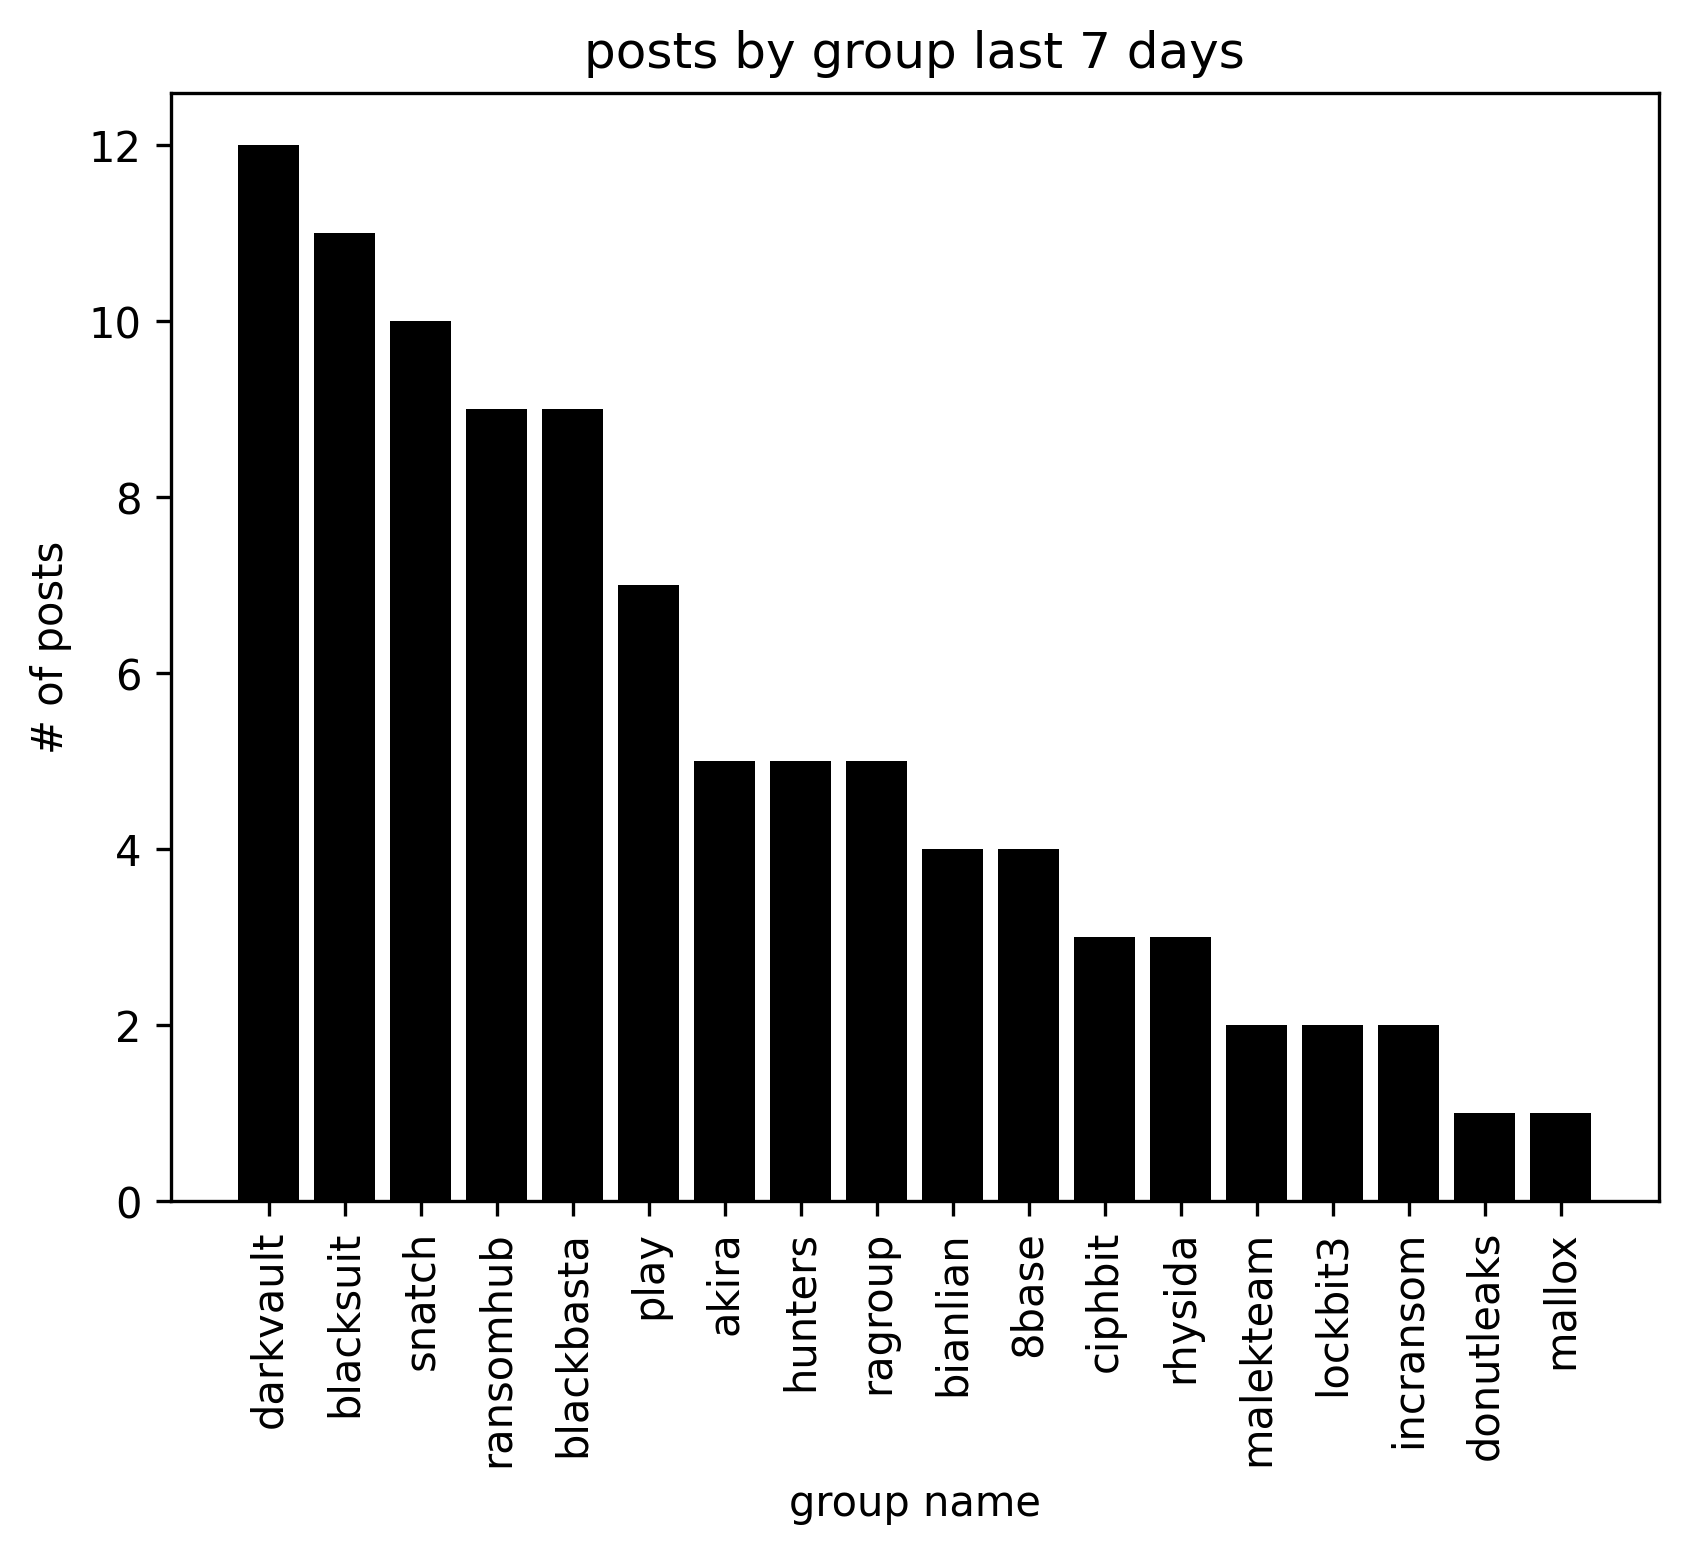 posts by group last 7 days
12
10
8
6
4
2
0
# of posts
darkvault
blacksuit
snatch
ransomhub
blackbasta
play
akira
hunters
ragroup
bianlian
8base
ciphbit
rhysida
malekteam
lockbit3
incransom
donutleaks
mallox
group name